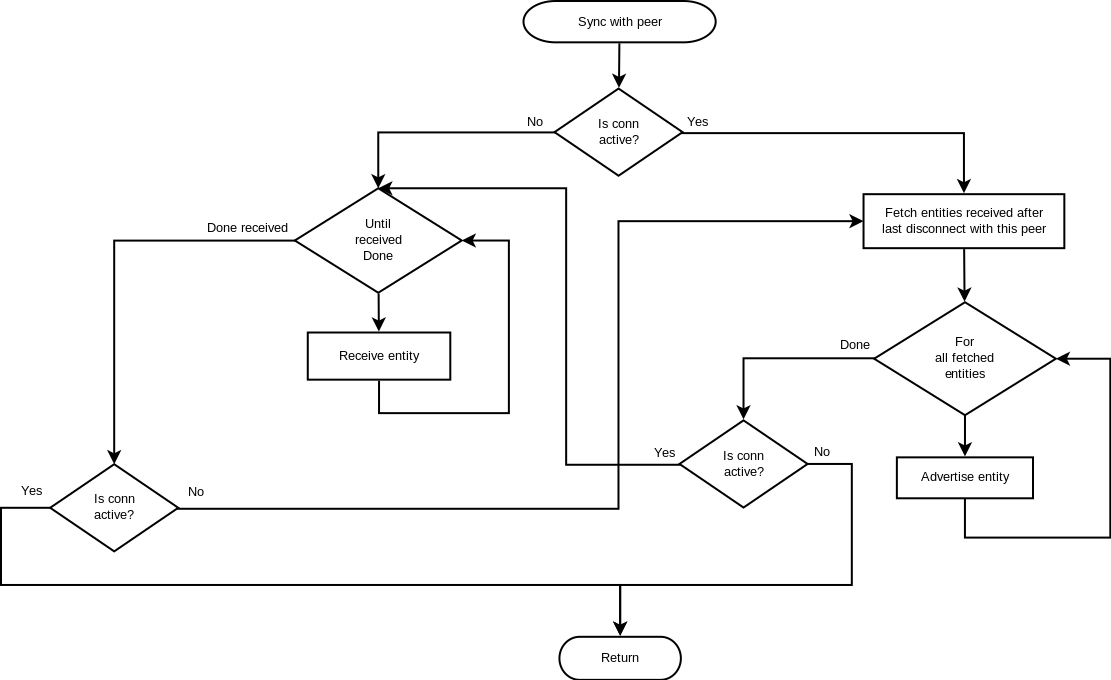 Sync with peer
Is conn
active?
No
Yes
Until
received
Done
Done received
Fetch entities received after
last disconnect with this peer
Receive entity
For
all fetched
entities
Done
Is conn
active?
Yes
No
Advertise entity
Is conn
active?
Yes
No
Return